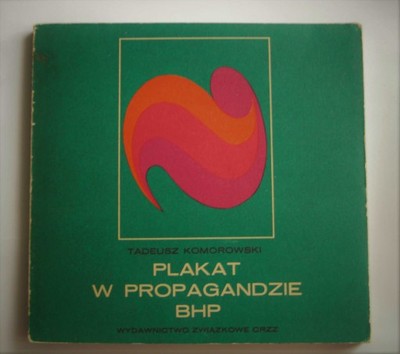 TADEUSZ KOMOROWSKI
PLAKAT
W PROPAGANDZIE
BHP
WYDAWNICTWO ZWIĄZKOWE CRZZ